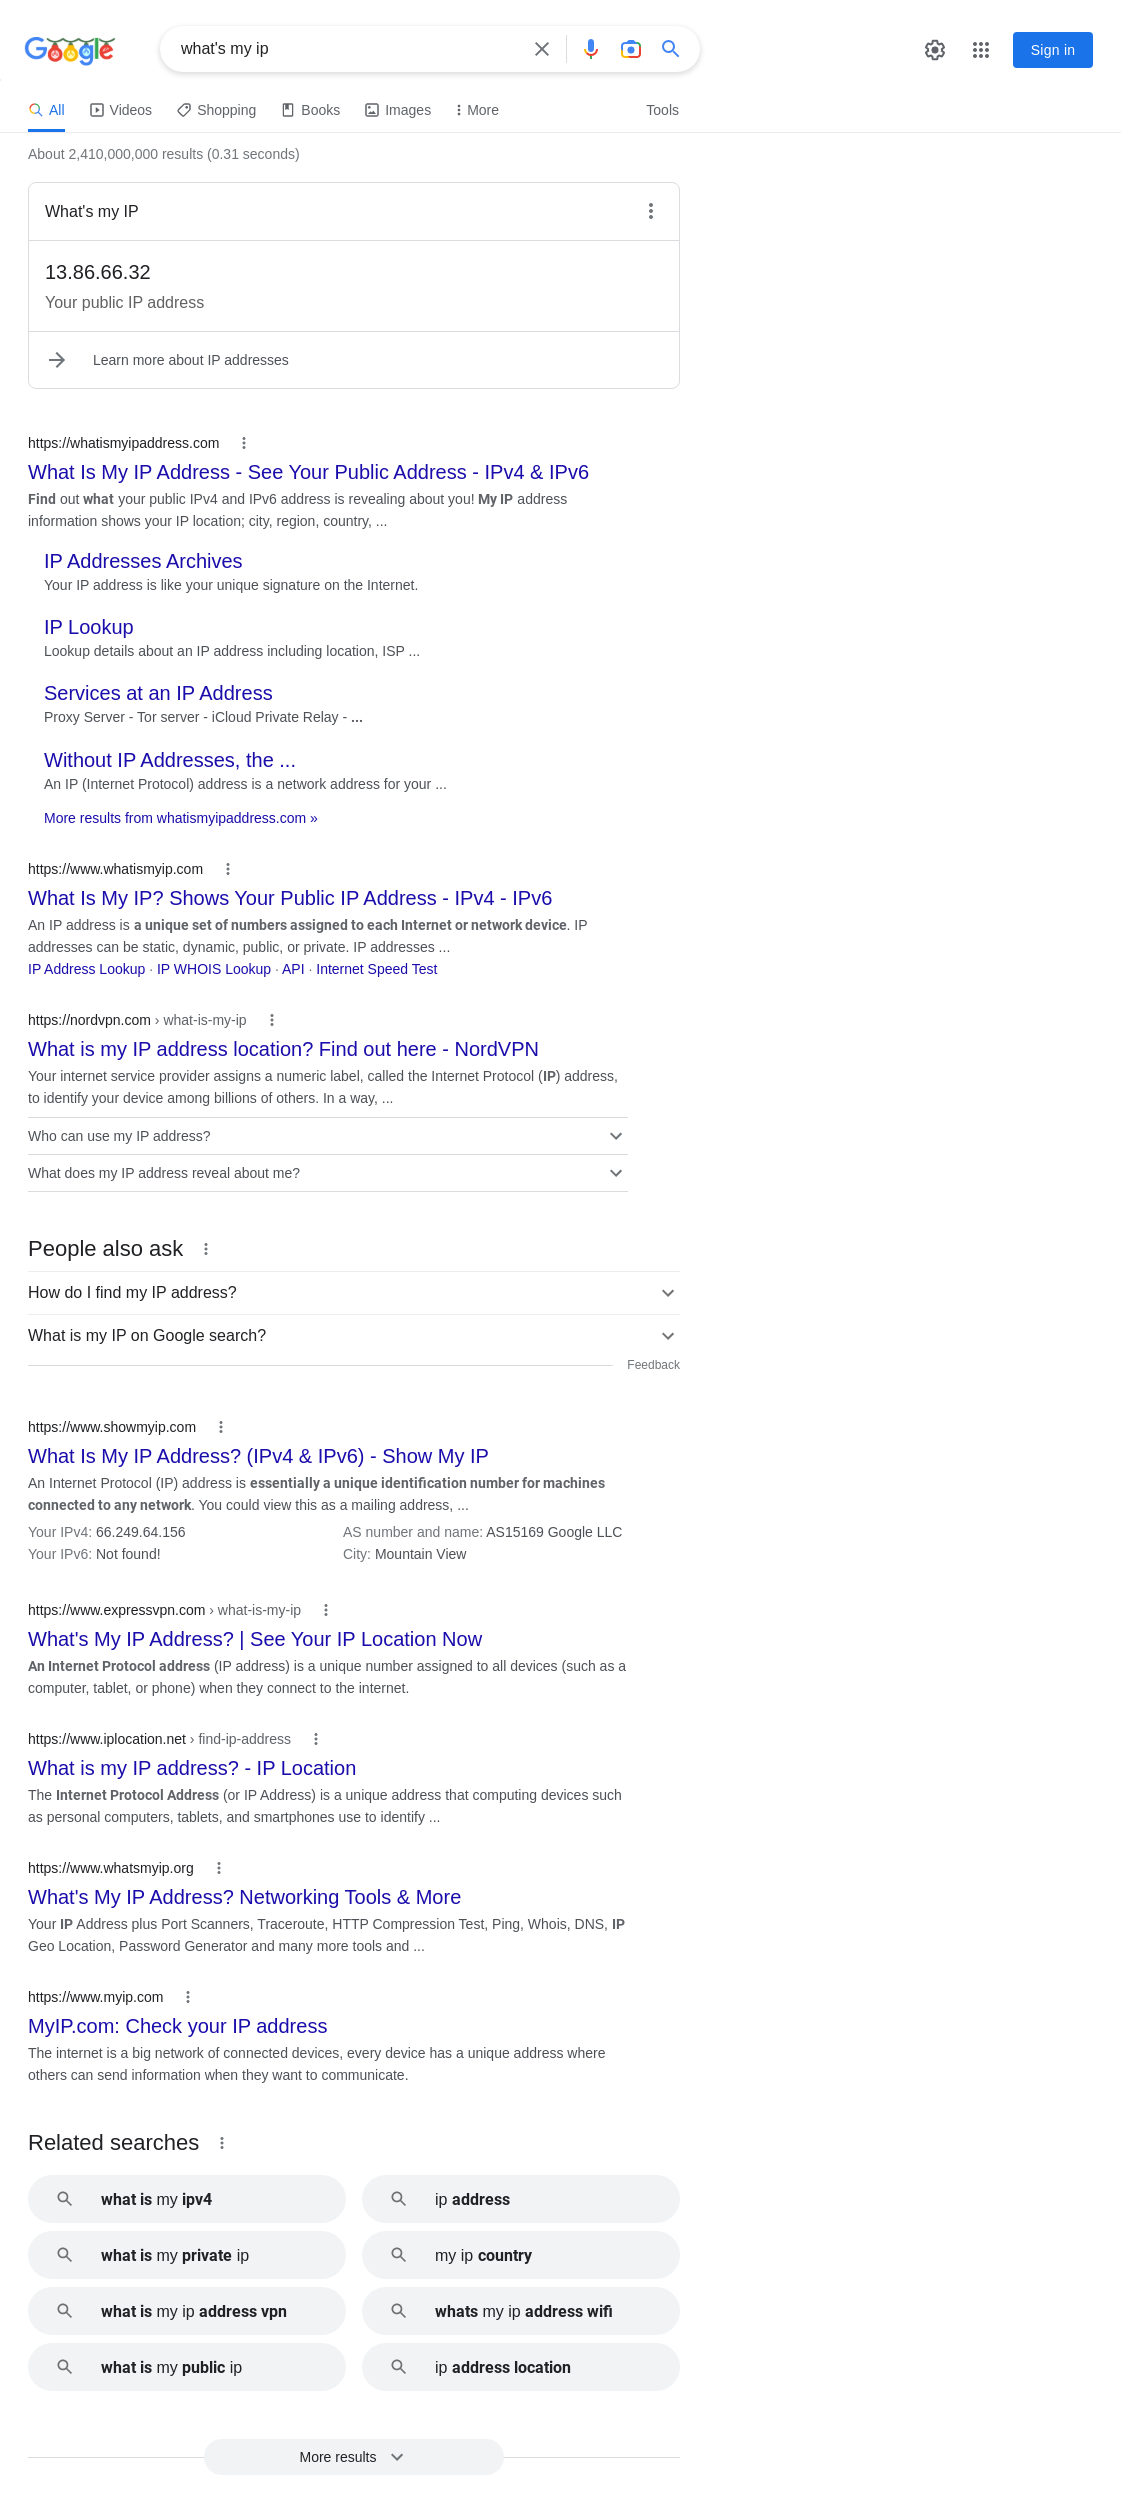 Google
what's my ip
Sign in
All
Videos
Shopping
Books
Images
More
Tools
About 2,410,000,000 results (0.31 seconds)
What's my IP
13.86.66.32
Your public IP address
Learn more about IP addresses
https://whatismyipaddress.com
What Is My IP Address - See Your Public Address - IPv4 & IPv6
Find out what your public IPv4 and IPv6 address is revealing about you! My IP address
information shows your IP location; city, region, country, ...
IP Addresses Archives
Your IP address is like your unique signature on the Internet.
IP Lookup
Lookup details about an IP address including location, ISP ...
Services at an IP Address
Proxy Server - Tor server - iCloud Private Relay - ...
Without IP Addresses, the ...
An IP (Internet Protocol) address is a network address for your ...
More results from whatismyipaddress.com »
https://www.whatismyip.com
What Is My IP? Shows Your Public IP Address - IPv4 - IPv6
An IP address is a unique set of numbers assigned to each Internet or network device. IP
addresses can be static, dynamic, public, or private. IP addresses ...
IP Address Lookup · IP WHOIS Lookup · API · Internet Speed Test
https://nordvpn.com › what-is-my-ip
What is my IP address location? Find out here - NordVPN
Your internet service provider assigns a numeric label, called the Internet Protocol (IP) address,
to identify your device among billions of others. In a way, ...
Who can use my IP address?
What does my IP address reveal about me?
People also ask
How do I find my IP address?
What is my IP on Google search?
Feedback
https://www.showmyip.com
What Is My IP Address? (IPv4 & IPv6) - Show My IP
An Internet Protocol (IP) address is essentially a unique identification number for machines
connected to any network. You could view this as a mailing address, ...
Your IPv4: 66.249.64.156
AS number and name: AS15169 Google LLC
Your IPv6: Not found!
City: Mountain View
https://www.expressvpn.com › what-is-my-ip
What's My IP Address? | See Your IP Location Now
An Internet Protocol address (IP address) is a unique number assigned to all devices (such as a
computer, tablet, or phone) when they connect to the internet.
https://www.iplocation.net › find-ip-address
What is my IP address? - IP Location
The Internet Protocol Address (or IP Address) is a unique address that computing devices such
as personal computers, tablets, and smartphones use to identify ...
https://www.whatsmyip.org
What's My IP Address? Networking Tools & More
Your IP Address plus Port Scanners, Traceroute, HTTP Compression Test, Ping, Whois, DNS, IP
Geo Location, Password Generator and many more tools and ...
https://www.myip.com
MyIP.com: Check your IP address
The internet is a big network of connected devices, every device has a unique address where
others can send information when they want to communicate.
Related searches
what is my ipv4
ip address
what is my private ip
my ip country
what is my ip address vpn
whats my ip address wifi
what is my public ip
ip address location
More results